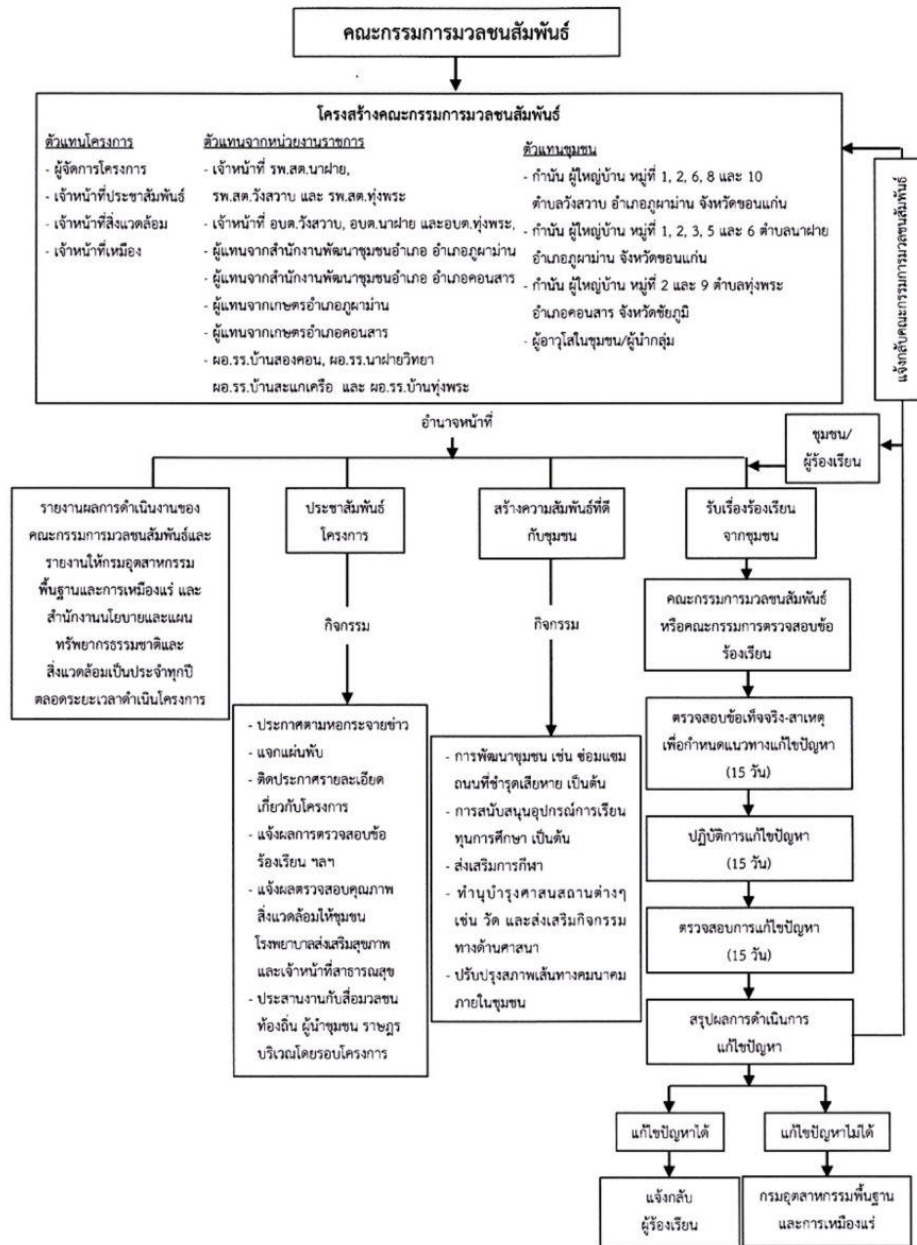 คณะกรรมการมวลชนสัมพันธ์
โครงสร้างคณะกรรมการมวลชนสัมพันธ์
ตัวแทนโครงการ
- ผู้จัดการโครงการ
- เจ้าหน้าที่ประชาสัมพันธ์
- เจ้าหน้าที่สิ่งแวดล้อม
- เจ้าหน้าที่เหมือง
ตัวแทนจากหน่วยงานราชการ
- เจ้าหน้าที่ รพ.สต.นาฝาย,
รพ.สต.วังสวาบ และ รพ.สต.ทุ่งพระ
- เจ้าหน้าที่ อบต.วังสวาบ, อบต.นาฝาย และอบต.ทุ่งพระ,
- ผู้แทนจากสำนักงานพัฒนาชุมชนอำเภอ อำเภอภูผาม่าน
- ผู้แทนจากสำนักงานพัฒนาชุมชนอำเภอ อำเภอคอนสาร
- ผู้แทนจากเกษตรอำเภอภูผาม่าน
- ผู้แทนจากเกษตรอำเภอคอนสาร
- ผอ.รร.บ้านสองคอน, ผอ.รร.นาฝายวิทยา
ผอ.รร.บ้านสะแกเครือ และ ผอ.รร.บ้านทุ่งพระ
ตัวแทนชุมชน
- กำนัน ผู้ใหญ่บ้าน หมู่ที่ 1, 2, 6, 8 และ 10
ตำบลวังสวาบ อำเภอภูผาม่าน จังหวัดขอนแก่น
- กำนัน ผู้ใหญ่บ้าน หมู่ที่ 1, 2, 3, 5 และ 6 ตำบลนาฝาย
อำเภอภูผาม่าน จังหวัดขอนแก่น
- กำนัน ผู้ใหญ่บ้าน หมู่ที่ 2 และ 9 ตำบลทุ่งพระ
อำเภอคอนสาร จังหวัดชัยภูมิ
- ผู้อาวุโสในชุมชน/ผู้นำกลุ่ม
แจ้งกลับคณะกรรมการมวลชนสัมพันธ์
อำนาจหน้าที่
ชุมชน/
ผู้ร้องเรียน
รายงานผลการดำเนินงานของ
คณะกรรมการมวลชนสัมพันธ์และ
รายงานให้กรมอุตสาหกรรม
พื้นฐานและการเหมืองแร่ และ
สำนักงานนโยบายและแผน
ทรัพยากรธรรมชาติและ
สิ่งแวดล้อมเป็นประจำทุกปี
ตลอดระยะเวลาดำเนินโครงการ
ประชาสัมพันธ์
โครงการ
กิจกรรม
- ประกาศตามหอกระจายข่าว
- แจกแผ่นพับ
- ติดประกาศรายละเอียด
เกี่ยวกับโครงการ
- แจ้งผลการตรวจสอบข้อ
ร้องเรียน ฯลฯ
- แจ้งผลตรวจสอบคุณภาพ
สิ่งแวดล้อมให้ชุมชน
โรงพยาบาลส่งเสริมสุขภาพ
และเจ้าหน้าที่สาธารณสุข
- ประสานงานกับสื่อมวลชน
ท้องถิ่น ผู้นำชุมชน ราษฎร
บริเวณโดยรอบโครงการ
สร้างความสัมพันธ์ที่ดี
กับชุมชน
กิจกรรม
- การพัฒนาชุมชน เช่น ซ่อมแซม
ถนนที่ชำรุดเสียหาย เป็นต้น
- การสนับสนุนอุปกรณ์การเรียน
ทุนการศึกษา เป็นต้น
- ส่งเสริมการกีฬา
- ทำนุบำรุงศาสนสถานต่างๆ
เช่น วัด และส่งเสริมกิจกรรม
ทางด้านศาสนา
- ปรับปรุงสภาพเส้นทางคมนาคม
ภายในชุมชน
รับเรื่องร้องเรียน
จากชุมชน
คณะกรรมการมวลชนสัมพันธ์
หรือคณะกรรมการตรวจสอบข้อ
ร้องเรียน
ตรวจสอบข้อเท็จจริง-สาเหตุ
เพื่อกำหนดแนวทางแก้ไขปัญหา
(15 วัน)
ปฏิบัติการแก้ไขปัญหา
(15 วัน)
ตรวจสอบการแก้ไขปัญหา
(15 วัน)
สรุปผลการดำเนินการ
แก้ไขปัญหา
แก้ไขปัญหาได้
แก้ไขปัญหาไม่ได้
แจ้งกลับ
ผู้ร้องเรียน
กรมอุตสาหกรรมพื้นฐาน
และการเหมืองแร่